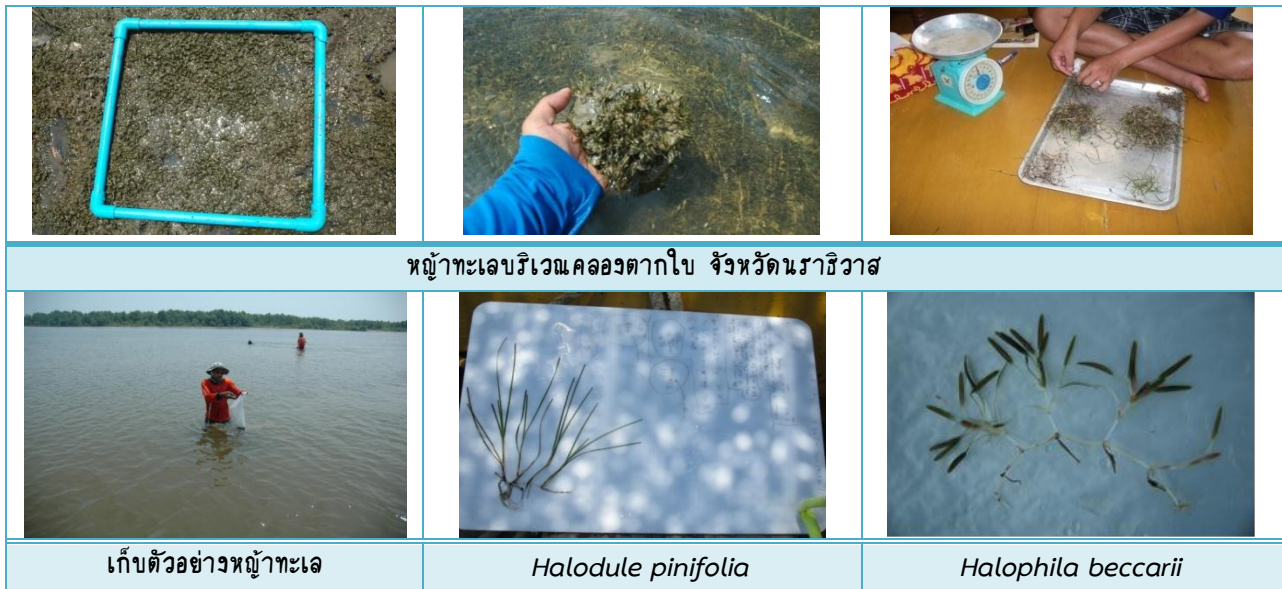 หญ้าทะเลบริเวณคลองตากใบ จังหวัดนราธิวาส
เก็บตัวอย่างหญ้าทะเล
Halodule pinifolia
Halophila beccarii